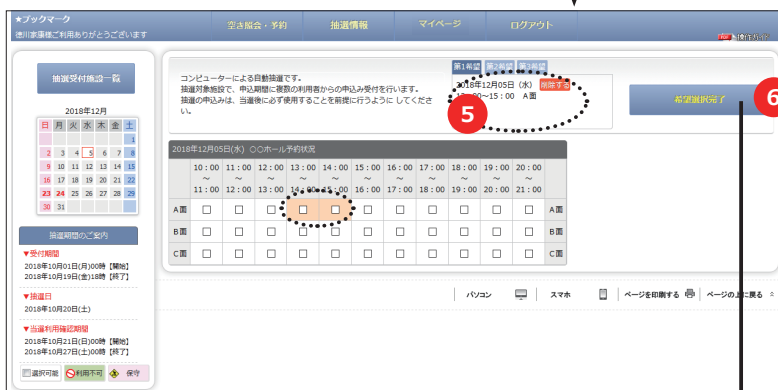 ★ブックマーク
徳川家康様ご利用ありがとうございます
空き照会・予約 抽選情報 マイページ ログアウト
操作ガイド
抽選受付施設一覧
2018年12月
日 月 火 水 木 金 土
1
2 3 4 5 6 7 8
9 10 11 12 13 14 15
16 17 18 19 20 21 22
23 24 25 26 27 28 29
30 31
抽選期間のご案内
▼受付期間
2018年10月01日(月)00時【開始】
2018年10月19日(金)18時【終了】
▼抽選日
2018年10月20日(土)
▼当選利用確認期間
2018年10月21日(日)00時【開始】
2018年10月27日(土)00時【終了】
選択可能 利用不可 保守
コンピューターによる自動抽選です。
抽選対象施設で、申込期間に複数の利用者からの申込み受付を行います。
抽選の申込みは、当選後に必ず使用することを前提に行うように してくださ
い。
第1希望 第2希望 第3希望
2018年12月05日(水) 削除する
～15：00 A面
5
希望選択完了
6
2018年12月05日(水) 〇〇ホール予約状況
10：00 11：00 12：00 13：00 14：00 15：00 16：00 17：00 18：00 19：00 20：00
～ ～ ～ ～ ～ ～ ～ ～ ～ ～ ～
11：00 12：00 13：00 14：00 15：00 16：00 17：00 18：00 19：00 20：00 21：00
A面 □ □ □ □ □ □ □ □ □ □ □ A面
B面 □ □ □ □ □ □ □ □ □ □ □ B面
C面 □ □ □ □ □ □ □ □ □ □ □ C面
パソコン スマホ ページを印刷する ページの上に戻る